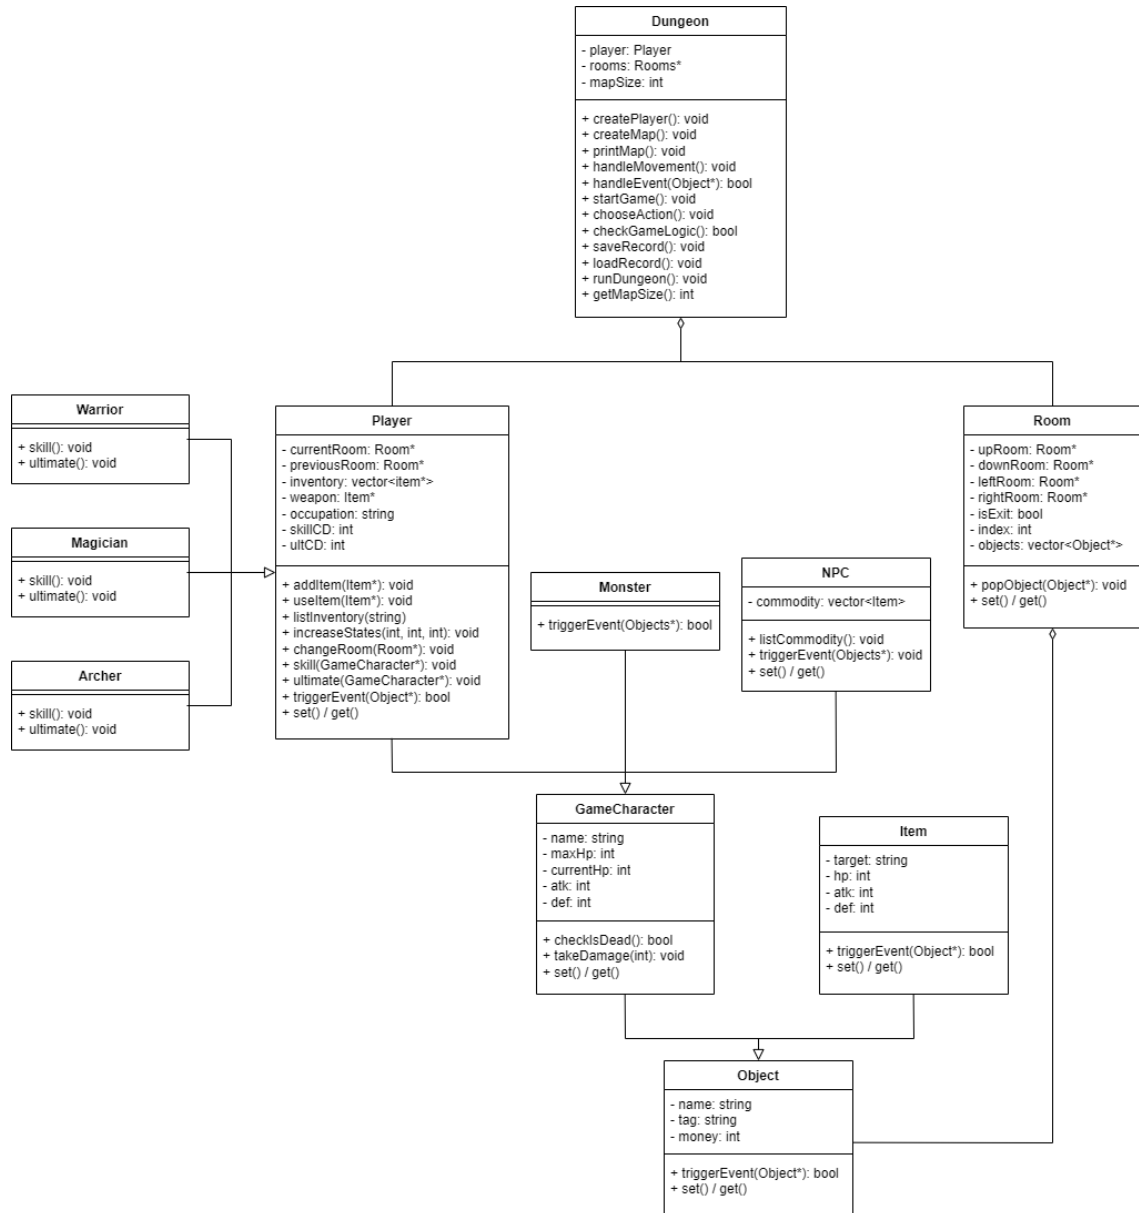 Dungeon
- player: Player
- rooms: Rooms*
- mapSize: int
+ createPlayer(): void
+ createMap(): void
+ printMap(): void
+ handleMovement(): void
+ handleEvent(Object*): bool
+ startGame(): void
+ chooseAction(): void
+ checkGameLogic(): bool
+ saveRecord(): void
+ loadRecord(): void
+ runDungeon(): void
+ getMapSize(): int
Warrior
+ skill(): void
+ ultimate(): void
Magician
+ skill(): void
+ ultimate(): void
Archer
+ skill(): void
+ ultimate(): void
Player
- currentRoom: Room*
- previousRoom: Room*
- inventory: vector<item*>
- weapon: Item*
- occupation: string
- skillCD: int
- ultCD: int
+ addItem(Item*): void
+ useItem(Item*): void
+ listInventory(string)
+ increaseStates(int, int, int): void
+ changeRoom(Room*): void
+ skill(GameCharacter*): void
+ ultimate(GameCharacter*): void
+ triggerEvent(Object*): bool
+ set() / get()
Monster
+ triggerEvent(Objects*): bool
NPC
- commodity: vector<Item>
+ listCommodity(): void
+ triggerEvent(Objects*): void
+ set() / get()
Room
- upRoom: Room*
- downRoom: Room*
- leftRoom: Room*
- rightRoom: Room*
- isExit: bool
- index: int
- objects: vector<Object*>
+ popObject(Object*): void
+ set() / get()
GameCharacter
- name: string
- maxHp: int
- currentHp: int
- atk: int
- def: int
+ checkIsDead(): bool
+ takeDamage(int): void
+ set() / get()
Item
- target: string
- hp: int
- atk: int
- def: int
+ triggerEvent(Object*): bool
+ set() / get()
Object
- name: string
- tag: string
- money: int
+ triggerEvent(Object*): bool
+ set() / get()